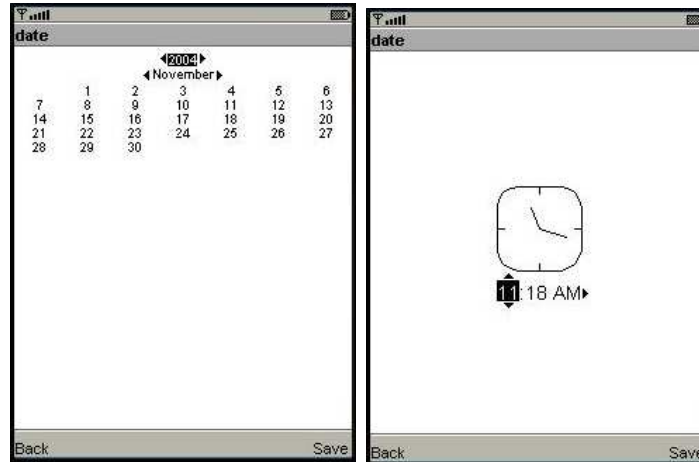 date
2004
November
1 2 3 4 5 6
7 8 9 10 11 12 13
14 15 16 17 18 19 20
21 22 23 24 25 26 27
28 29 30
Back Save
date
11:18 AM
Back Save